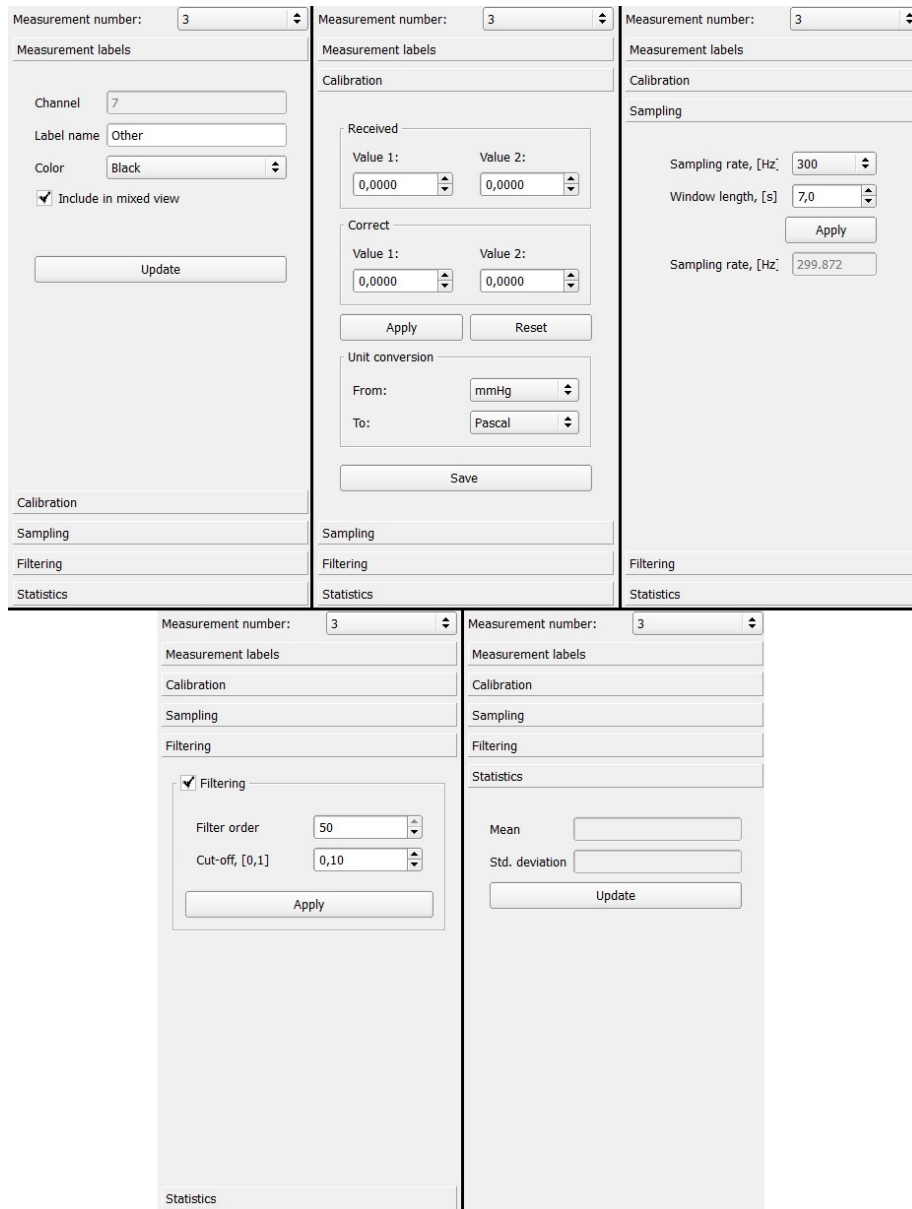 Measurement number: 3
Measurement labels
Channel 7
Label name Other
Color Black
Include in mixed view
Update
Calibration
Sampling
Filtering
Statistics
Measurement number: 3
Measurement labels
Calibration
Received
Value 1: Value 2:
0,0000 0,0000
Correct
Value 1: Value 2:
0,0000 0,0000
Apply Reset
Unit conversion
From: mmHg
To: Pascal
Save
Sampling
Filtering
Statistics
Measurement number: 3
Measurement labels
Calibration
Sampling
Sampling rate, [Hz] 300
Window length, [s] 7,0
Apply
Sampling rate, [Hz] 299.872
Filtering
Statistics
Measurement number: 3
Measurement labels
Calibration
Sampling
Filtering
Filtering
Filter order 50
Cut-off, [0,1] 0,10
Apply
Statistics
Measurement number: 3
Measurement labels
Calibration
Sampling
Filtering
Statistics
Mean
Std. deviation
Update